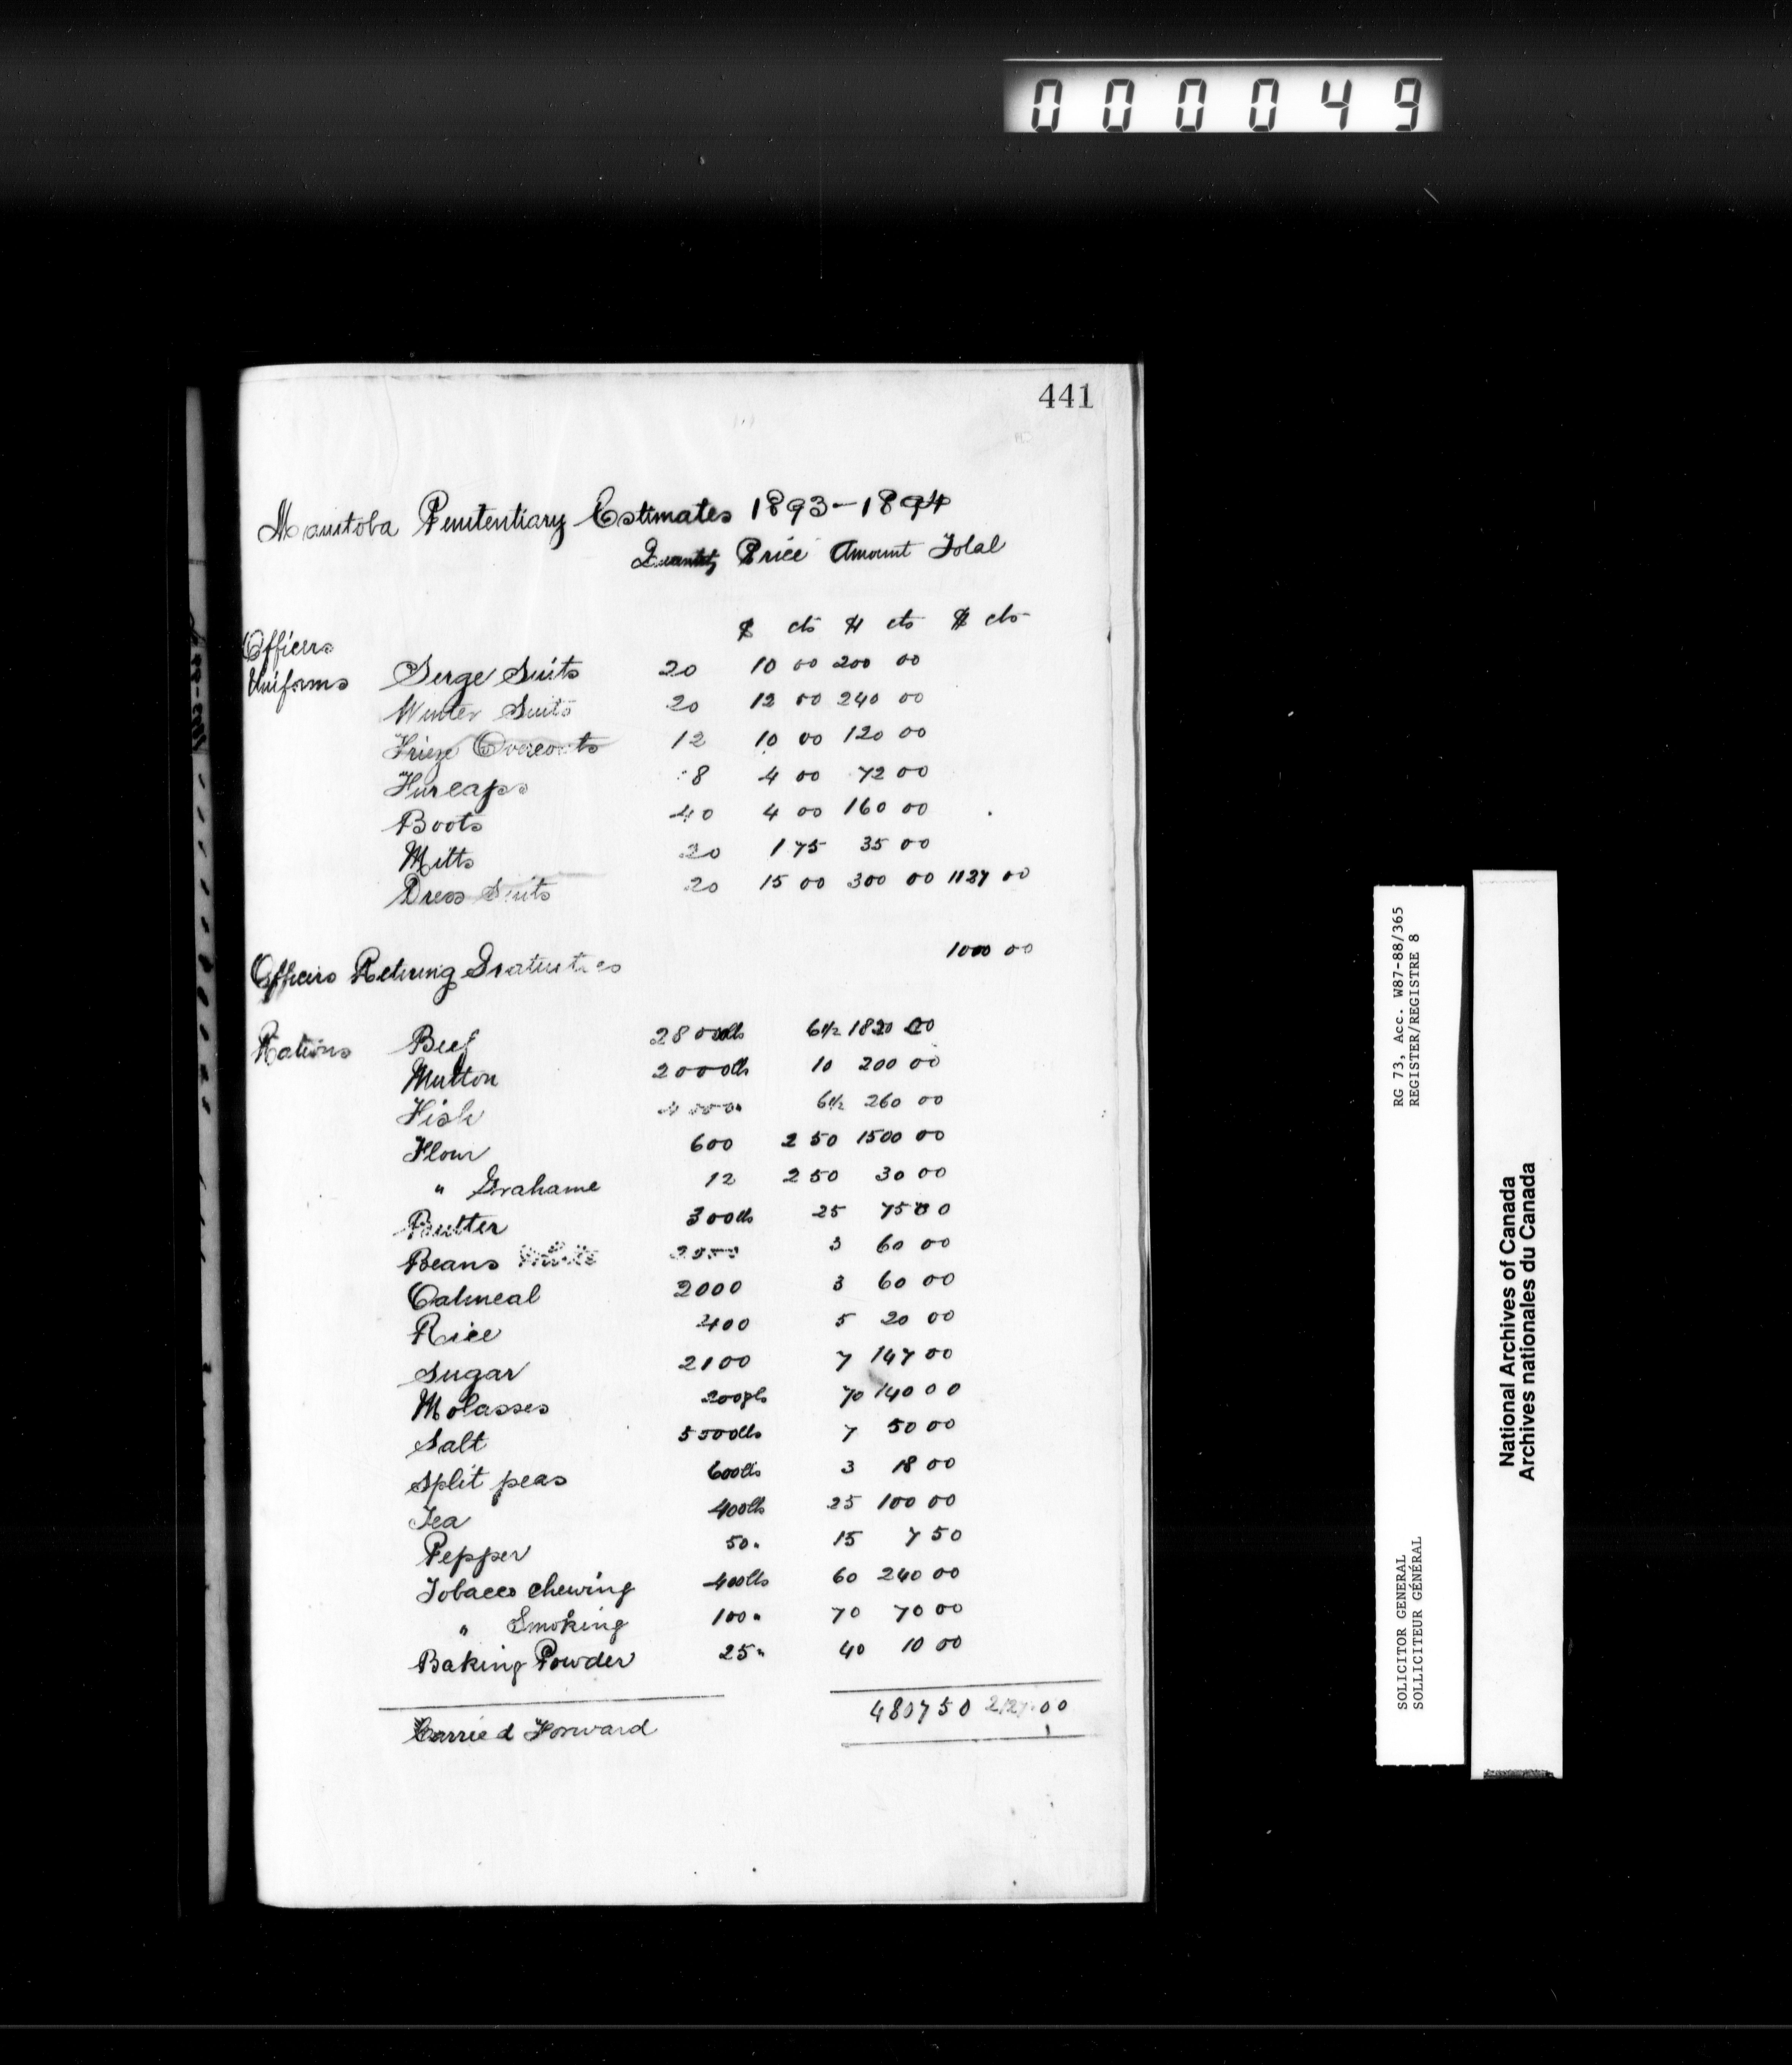 000049
441
Manitoba Penitentiary Estimates 1893-1894
Quantity Price Amount Total
$ cts $ cts $ cts
Officers
Uniforms Serge Suits 20 10 00 200 00
Winter Suits 20 12 00 240 00
Frieze Overcoats 12 10 00 120 00
Fur caps 18 4 00 72 00
Boots 40 4 00 160 00
Mitts 20 1 75 35 00
Dress Suits 20 15 00 300 00 1127 00
Officers Retiring Gratuities 1000 00
Rations Beef 28000lbs 6½ 1820 00
Mutton 2000lbs 10 200 00
Fish 4000" 6½ 260 00
Flour 600 2 50 1500 00
" Grahame 12 2 50 30 00
Butter 300lbs 25 75 00
Beans White 2000 3 60 00
Oatmeal 2000 3 60 00
Rice 400 5 20 00
Sugar 2100 7 147 00
Molasses 200gls 70 140 00
Salt 5500lbs 7 50 00
Split peas 600lbs 3 18 00
Tea 400lbs 25 100 00
Pepper 50" 15 7 50
Tobacco chewing 400lbs 60 240 00
" Smoking 100" 70 70 00
Baking Powder 25" 40 10 00
Carried Forward 4807 50 2127.00
RG 73, Acc. W87-88/365
REGISTER/REGISTRE 8
SOLICITOR GENERAL
SOLLICITEUR GÉNÉRAL
National Archives of Canada
Archives nationales du Canada